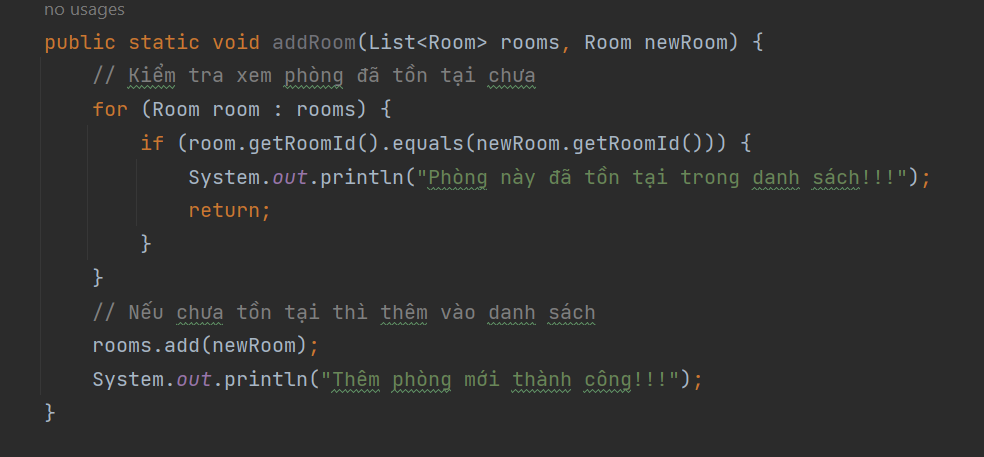 no usages
public static void addRoom(List<Room> rooms, Room newRoom) {
// Kiểm tra xem phòng đã tồn tại chưa
for (Room room : rooms) {
if (room.getRoomId().equals(newRoom.getRoomId())) {
System.out.println("Phòng này đã tồn tại trong danh sách!!!");
return;
}
}
// Nếu chưa tồn tại thì thêm vào danh sách
rooms.add(newRoom);
System.out.println("Thêm phòng mới thành công!!!");
}